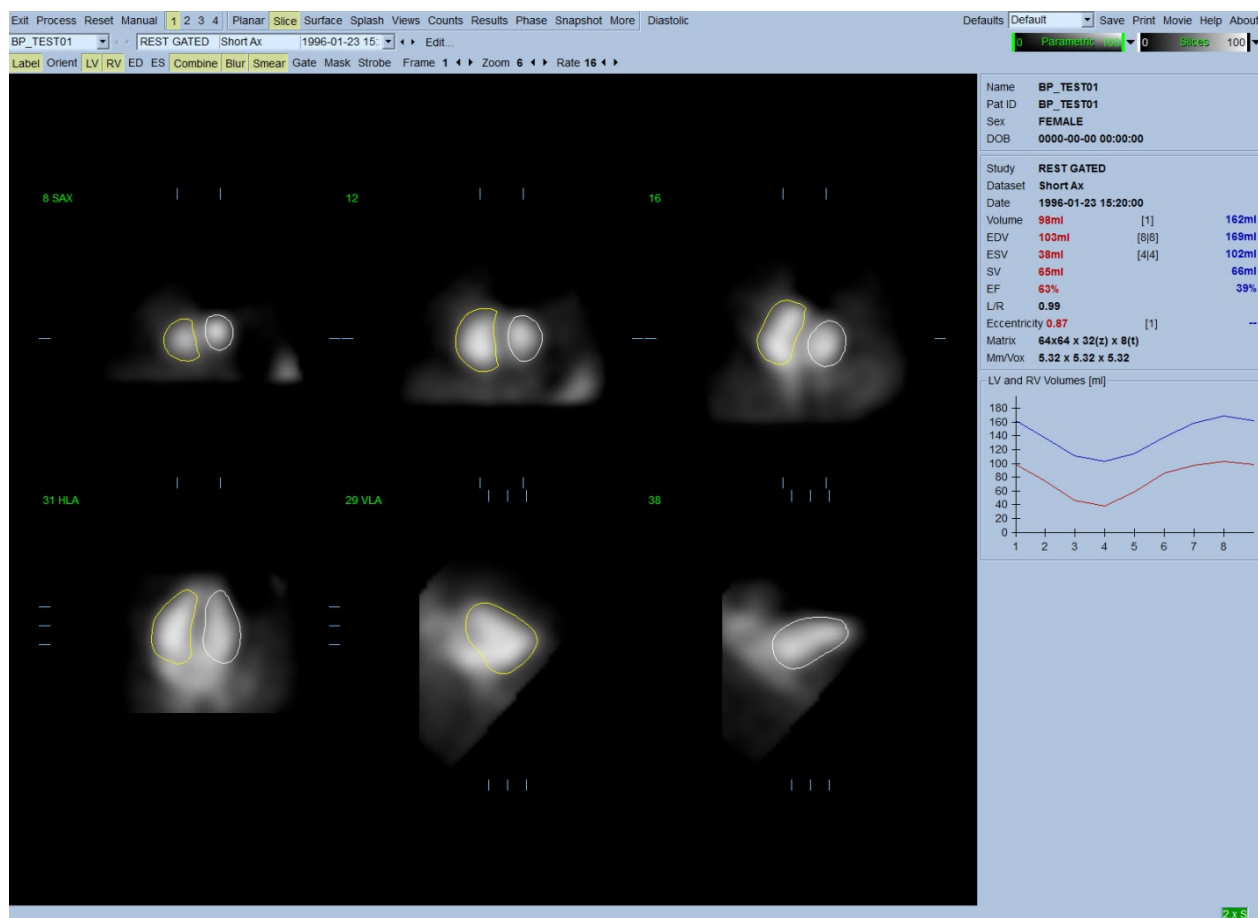 Exit Process Reset Manual 1 2 3 4 Planar Slice Surface Splash Views Counts Results Phase Snapshot More Diastolic Defaults Default Save Print Movie Help About
BP_TEST01 REST GATED Short Ax 1996-01-23 15: Edit... 0 Parametric 100 0 Slices 100
Label Orient LV RV ED ES Combine Blur Smear Gate Mask Strobe Frame 1 Zoom 6 Rate 16
8 SAX 12 16
31 HLA 29 VLA 38
Name BP_TEST01
Pat ID BP_TEST01
Sex FEMALE
DOB 0000-00-00 00:00:00
Study REST GATED
Dataset Short Ax
Date 1996-01-23 15:20:00
Volume 98ml [1] 162ml
EDV 103ml [8|8] 169ml
ESV 38ml [4|4] 102ml
SV 65ml 66ml
EF 63% 39%
L/R 0.99
Eccentricity 0.87 [1] --
Matrix 64x64 x 32(z) x 8(t)
Mm/Vox 5.32 x 5.32 x 5.32
LV and RV Volumes [ml]
180
160
140
120
100
80
60
40
20
0
1 2 3 4 5 6 7 8